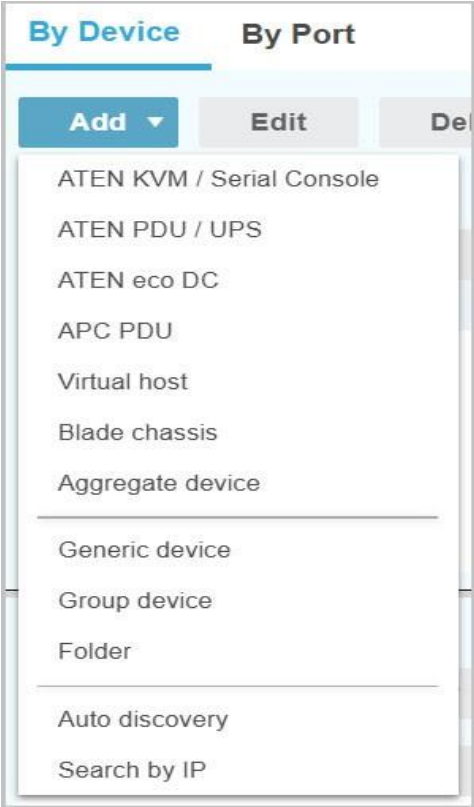 By Device By Port
Add Edit Del
ATEN KVM / Serial Console
ATEN PDU / UPS
ATEN eco DC
APC PDU
Virtual host
Blade chassis
Aggregate device
Generic device
Group device
Folder
Auto discovery
Search by IP